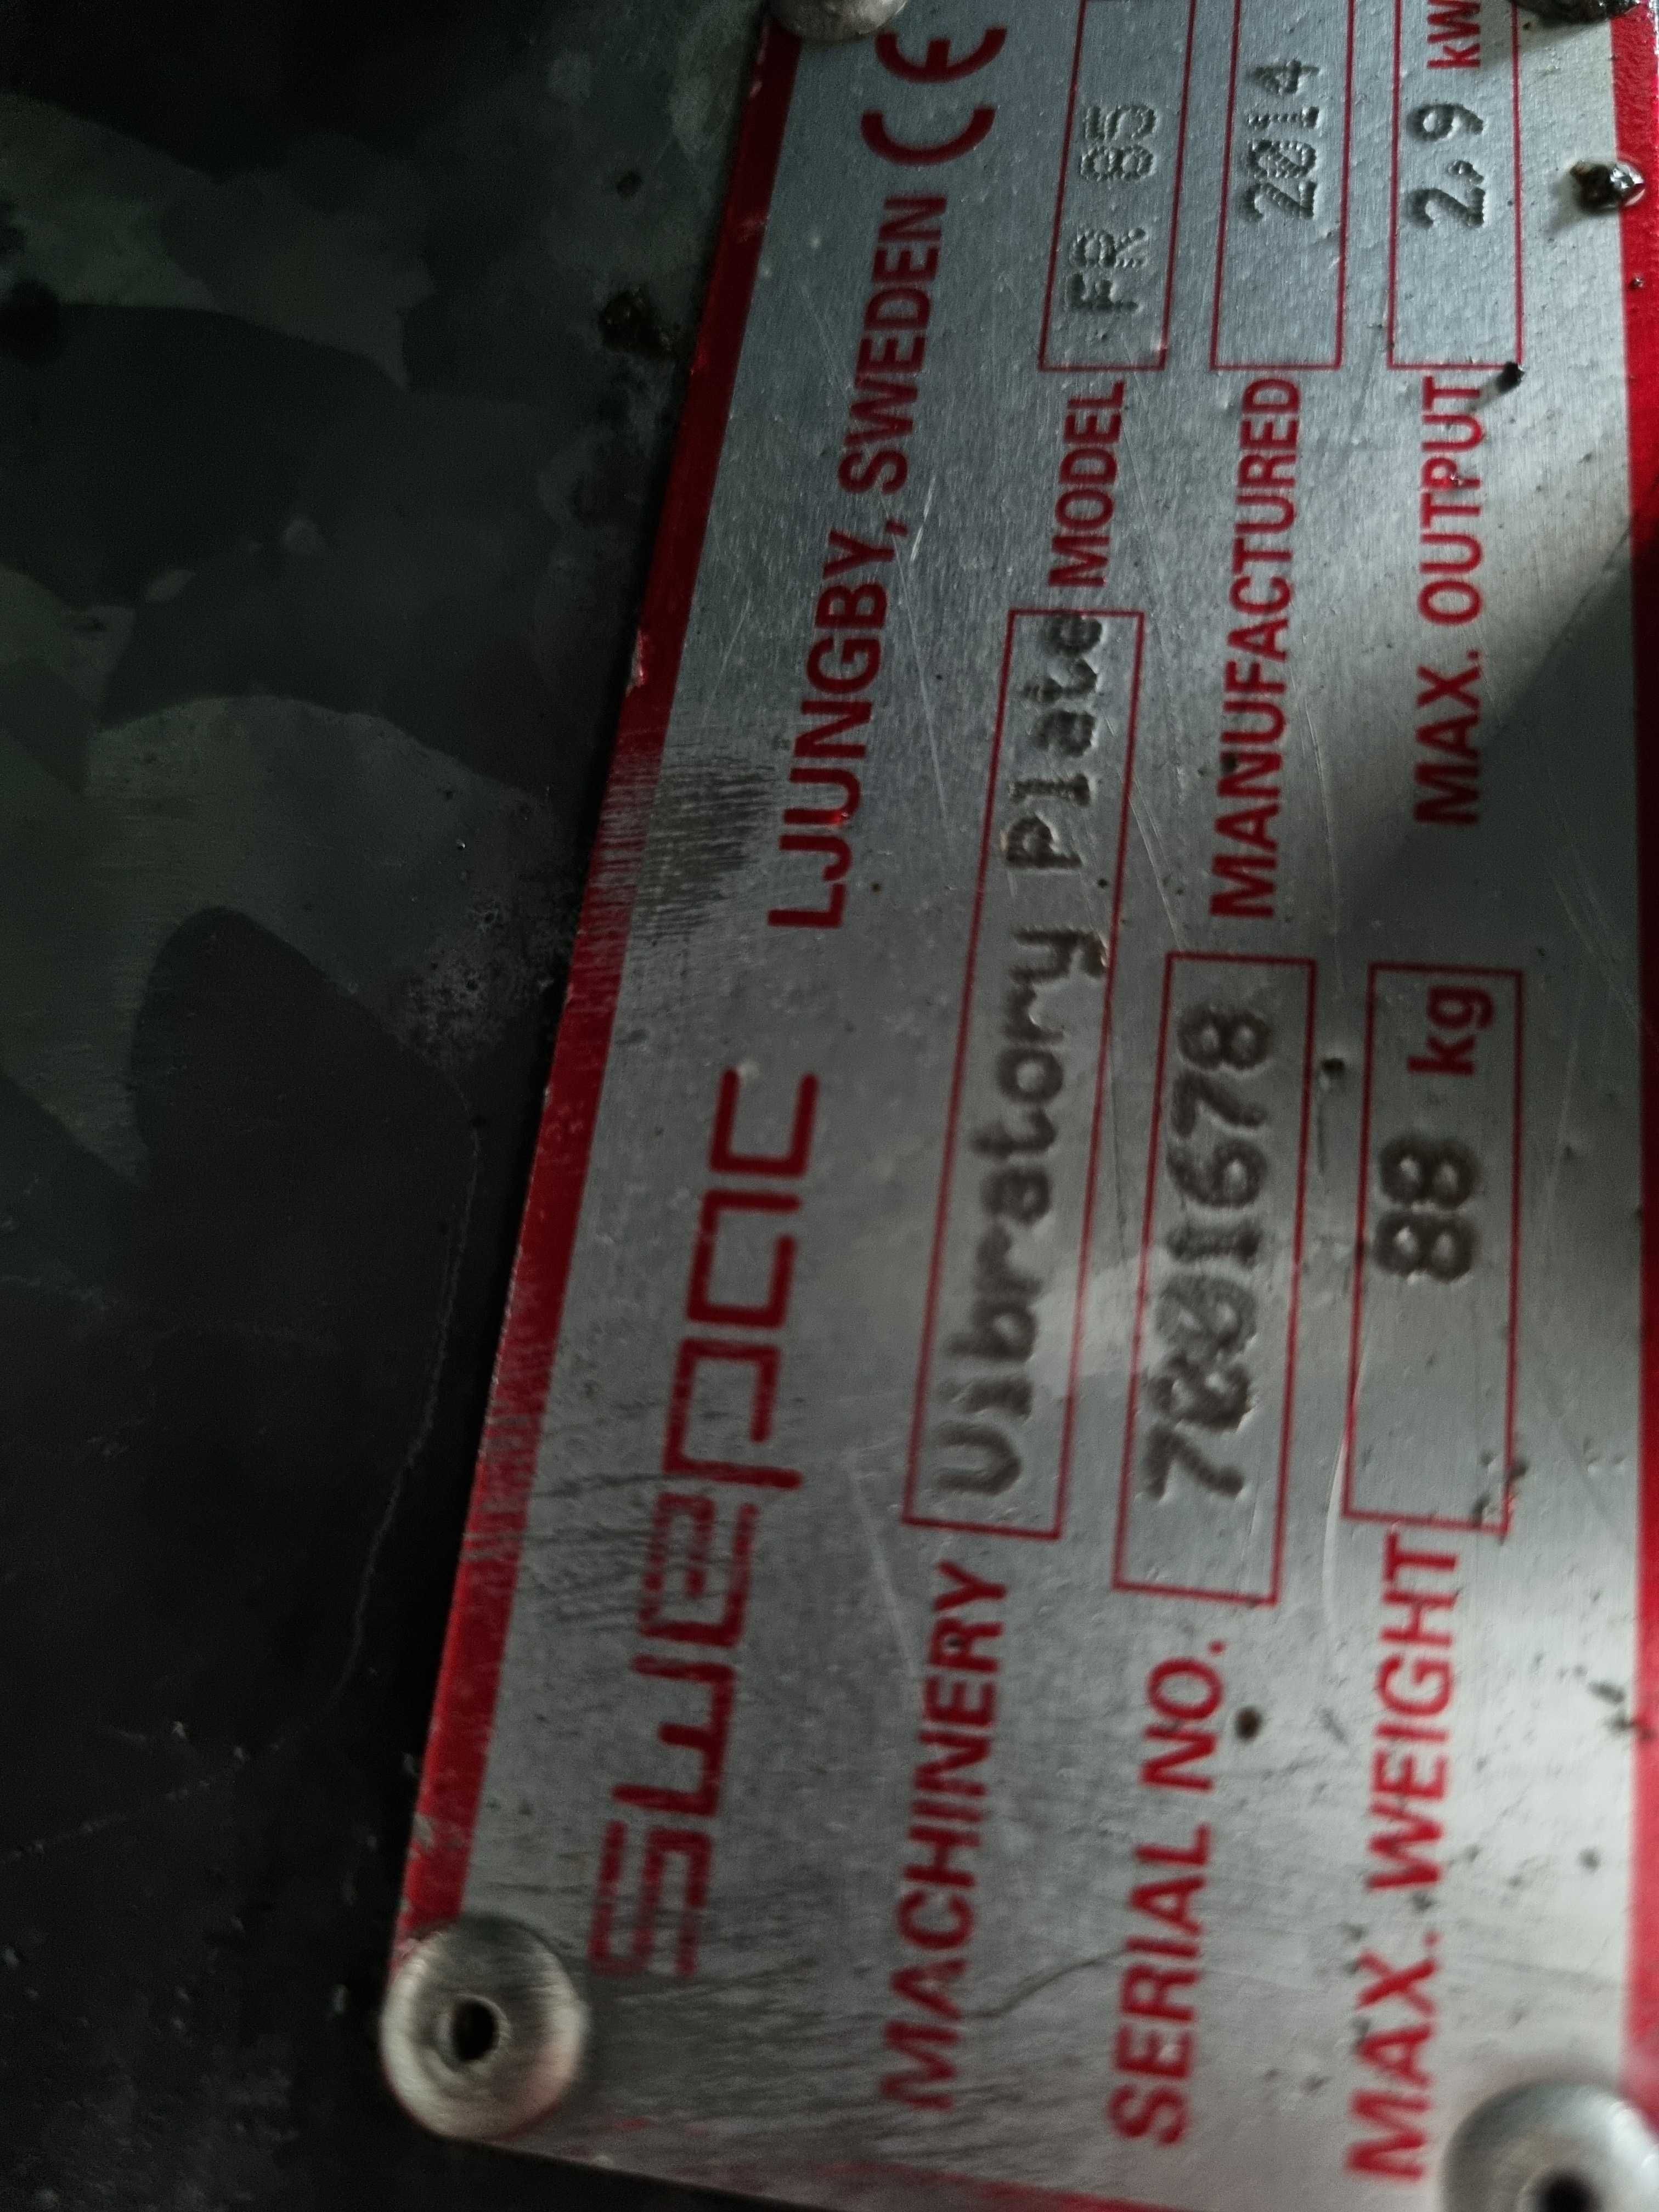 swepac LJUNGBY, SWEDEN CE
MACHINERY Vibratory Plate MODEL FR 85
SERIAL NO. 7001678 MANUFACTURED 2014
MAX. WEIGHT 88 kg MAX. OUTPUT 2,9 kW